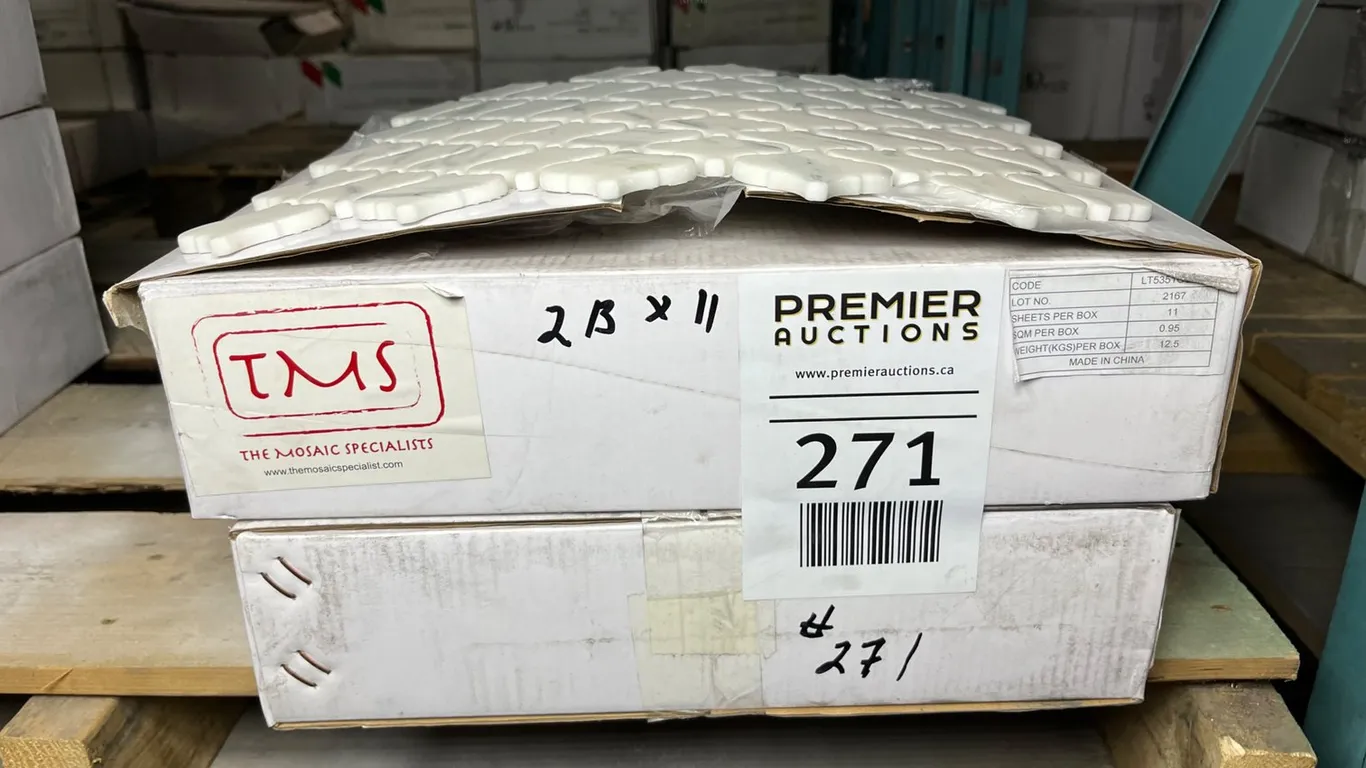 TMS
THE MOSAIC SPECIALISTS
www.themosaicspecialist.com
2B x 11
PREMIER
AUCTIONS
www.premierauctions.ca
271
CODE
LOT NO. 2167
SHEETS PER BOX 11
SQM PER BOX 0.95
WEIGHT(KGS)PER BOX 12.5
MADE IN CHINA
#
271